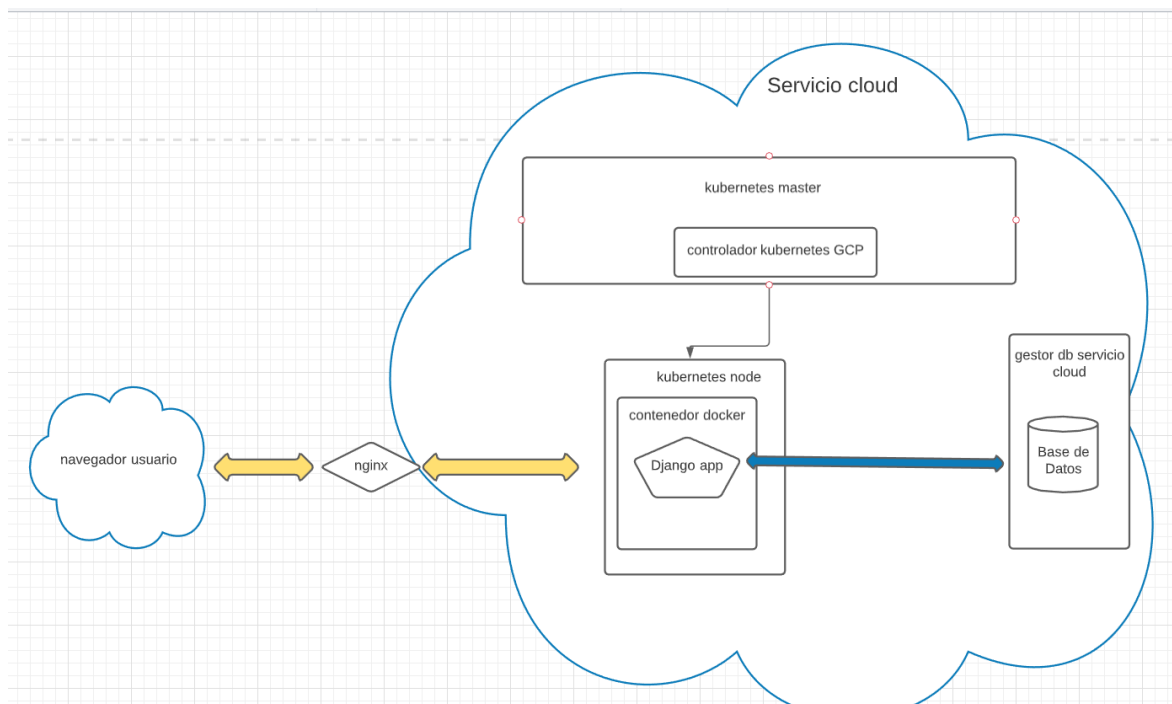 Servicio cloud
kubernetes master
controlador kubernetes GCP
gestor db servicio
cloud
kubernetes node
contenedor docker
navegador usuario
nginx
Django app
Base de
Datos